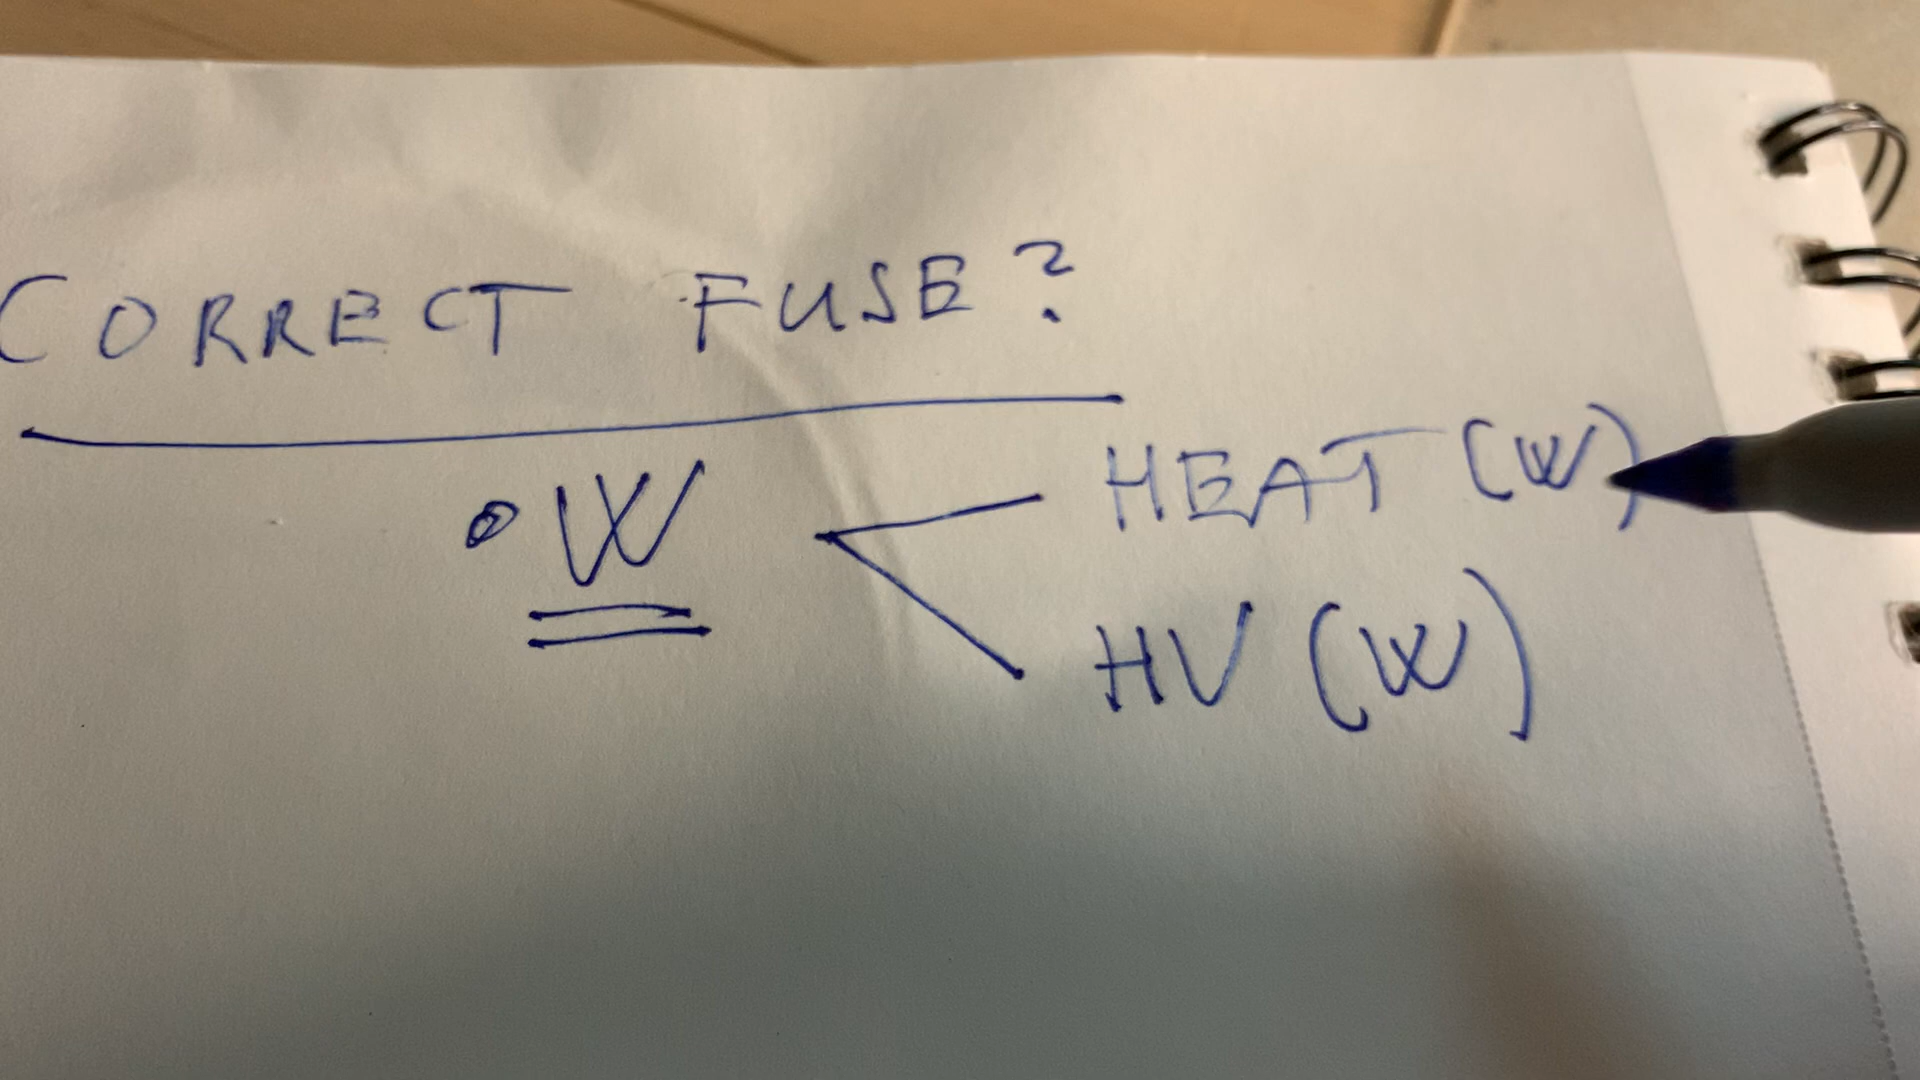 CORRECT FUSE?
• W < HEAT (W)
HV (W)